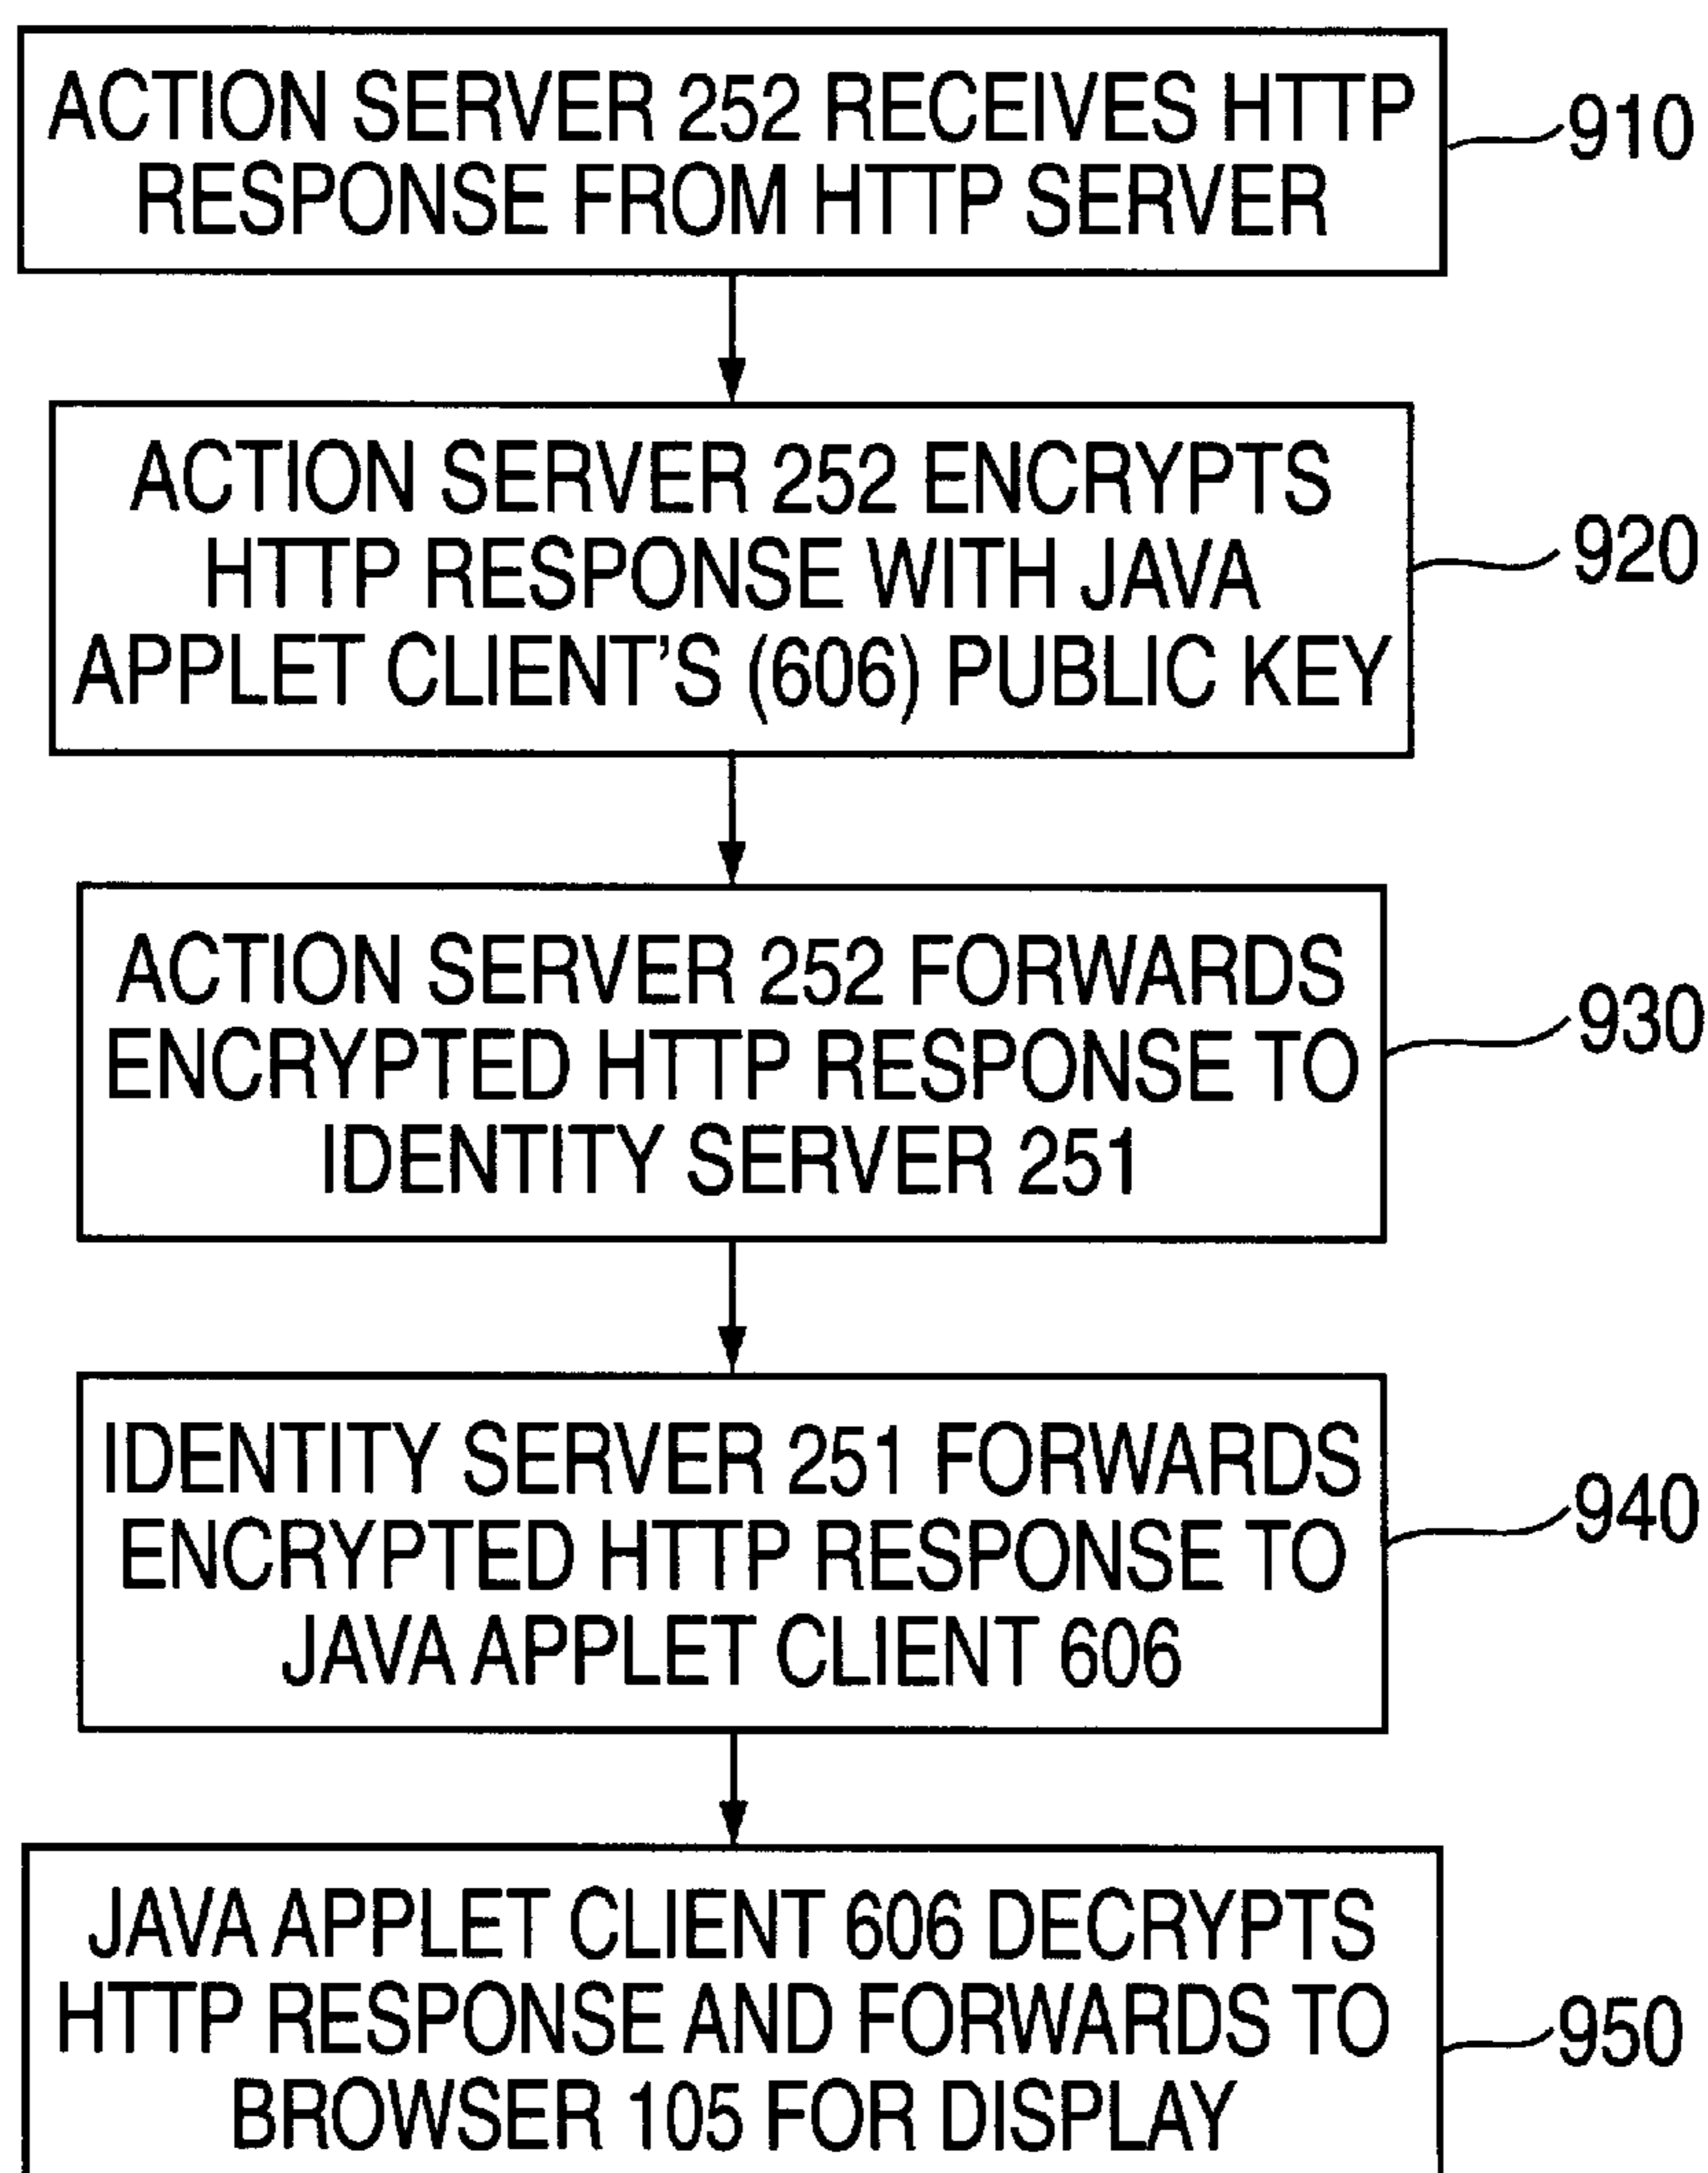 ACTION SERVER 252 RECEIVES HTTP
RESPONSE FROM HTTP SERVER
910
ACTION SERVER 252 ENCRYPTS
HTTP RESPONSE WITH JAVA
APPLET CLIENT'S (606) PUBLIC KEY
920
ACTION SERVER 252 FORWARDS
ENCRYPTED HTTP RESPONSE TO
IDENTITY SERVER 251
930
IDENTITY SERVER 251 FORWARDS
ENCRYPTED HTTP RESPONSE TO
JAVA APPLET CLIENT 606
940
JAVA APPLET CLIENT 606 DECRYPTS
HTTP RESPONSE AND FORWARDS TO
BROWSER 105 FOR DISPLAY
950